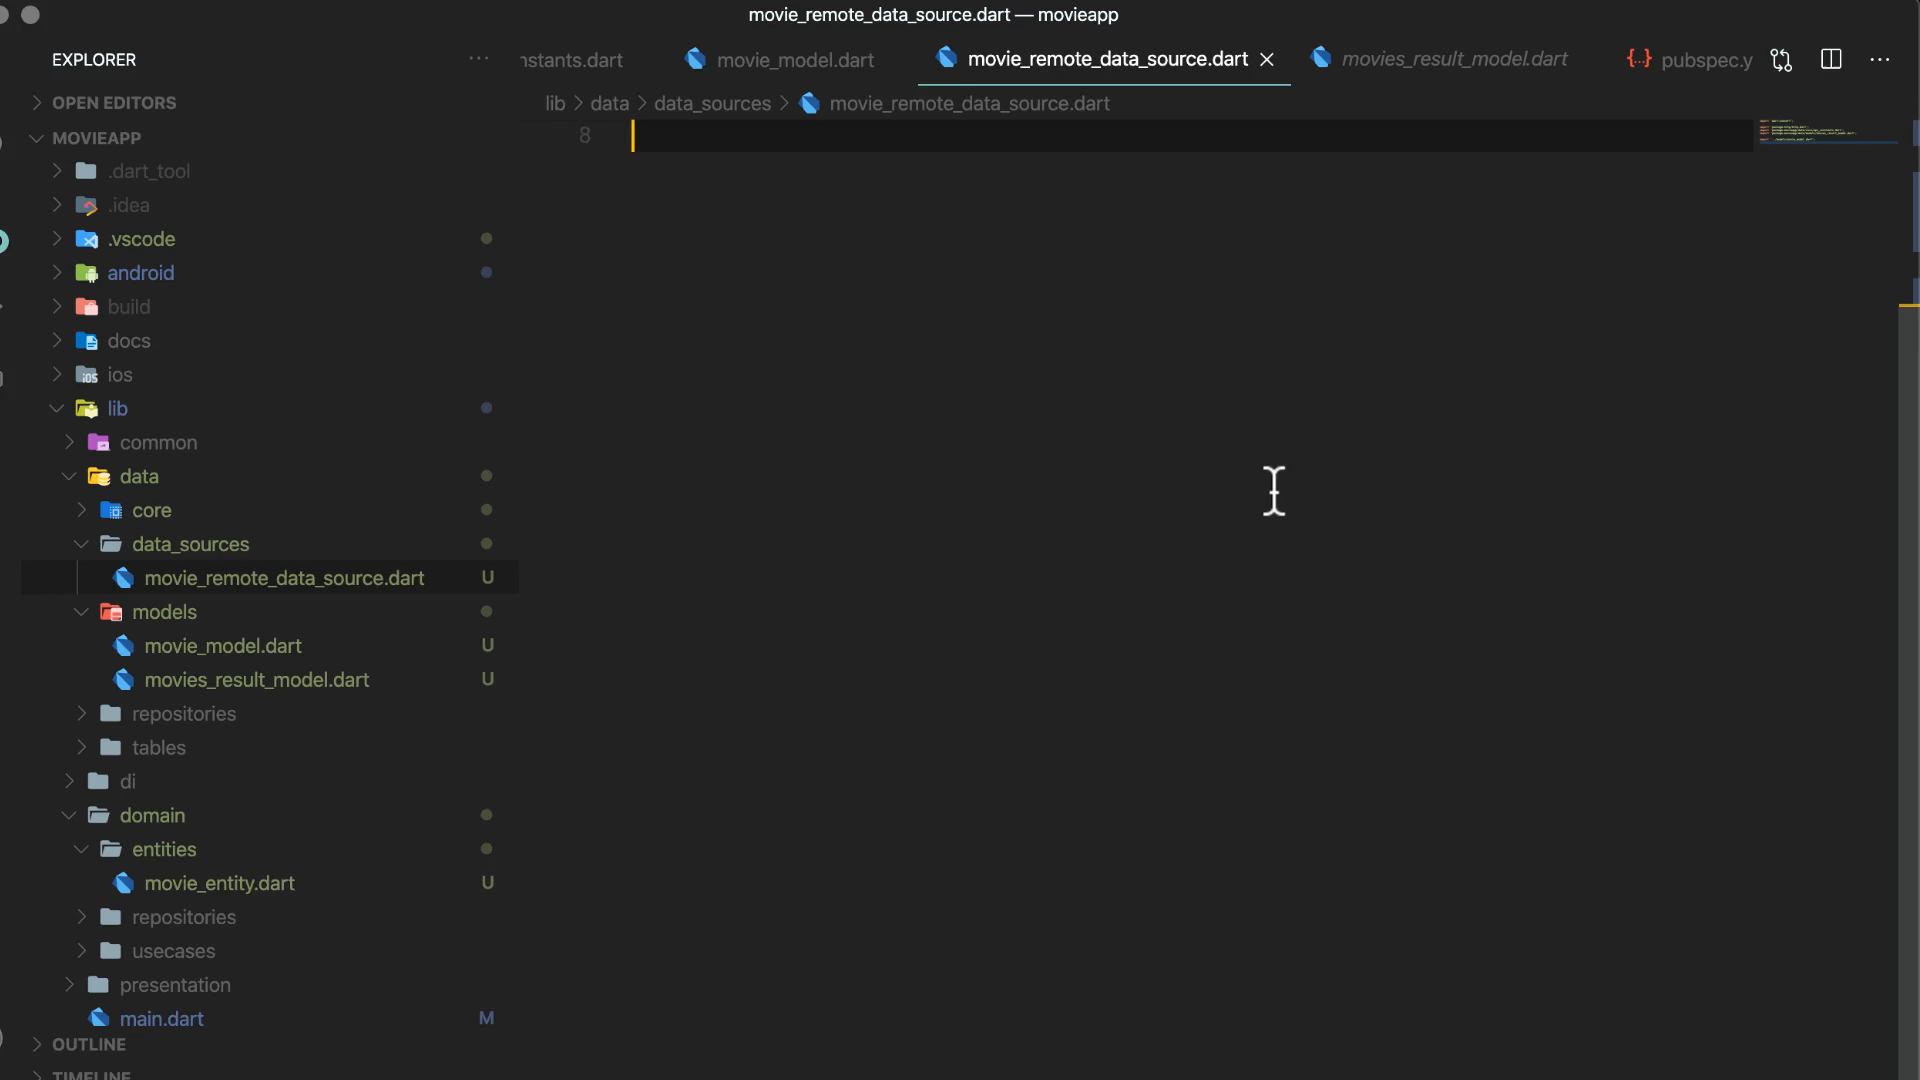 movie_remote_data_source.dart — movieapp
EXPLORER
nstants.dart
movie_model.dart
movie_remote_data_source.dart
movies_result_model.dart
pubspec.y
OPEN EDITORS
lib > data > data_sources > movie_remote_data_source.dart
MOVIEAPP
8
.dart_tool
.idea
.vscode
android
build
docs
ios
lib
common
data
core
data_sources
movie_remote_data_source.dart U
models
movie_model.dart U
movies_result_model.dart U
repositories
tables
di
domain
entities
movie_entity.dart U
repositories
usecases
presentation
main.dart M
OUTLINE
TIMELINE